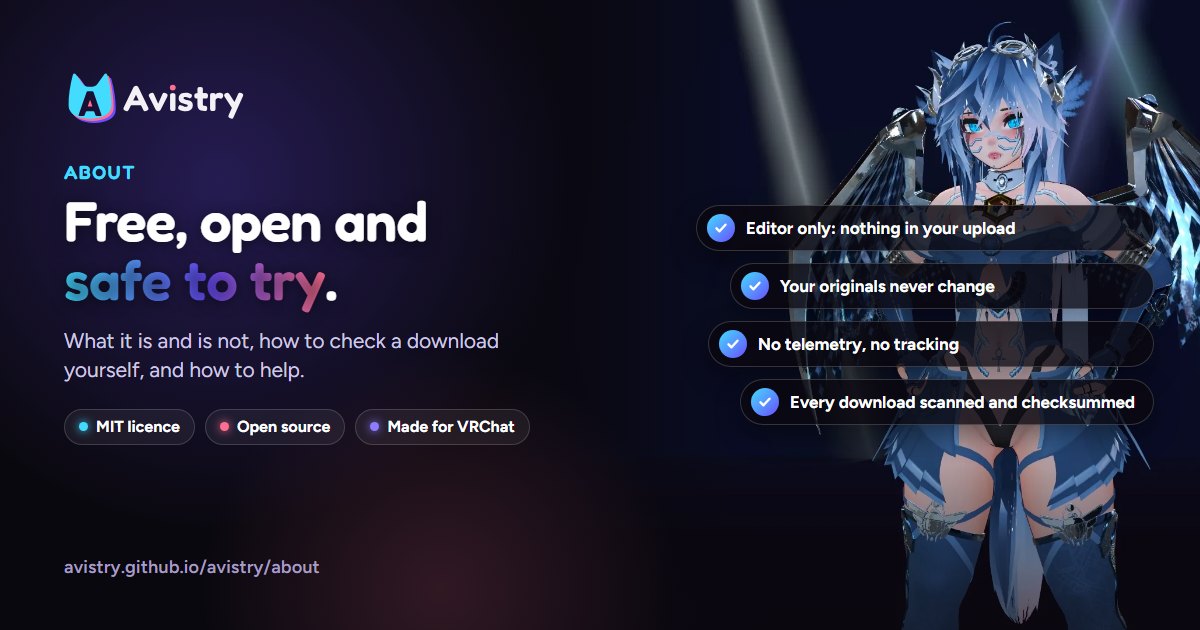 Avistry
ABOUT
Free, open and
safe to try.
What it is and is not, how to check a download
yourself, and how to help.
MIT licence
Open source
Made for VRChat
avistry.github.io/avistry/about
Editor only: nothing in your upload
Your originals never change
No telemetry, no tracking
Every download scanned and checksummed